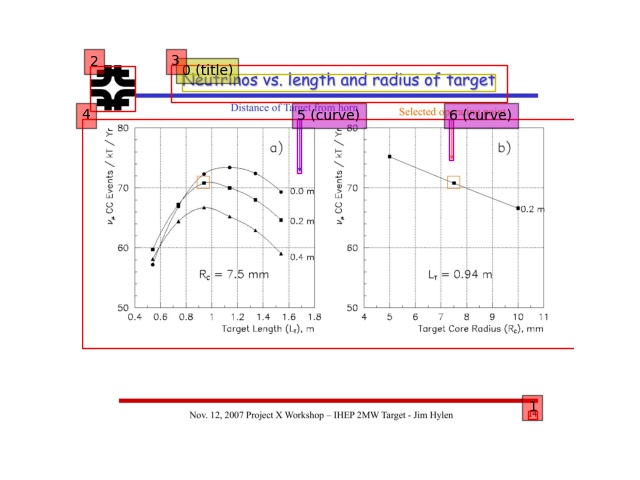 2
3
0 (title)
Neutrinos vs. length and radius of target
4
Distance of Target from horn
5 (curve)
Selected
6 (curve)
80
70
60
50
νμ CC Events / kT / Yr
a)
0.0 m
0.2 m
0.4 m
R_C = 7.5 mm
0.4 0.6 0.8 1 1.2 1.4 1.6 1.8
Target Length (L_T), m
80
70
60
50
νμ CC Events / kT / Yr
b)
0.2 m
L_T = 0.94 m
4 5 6 7 8 9 10 11
Target Core Radius (R_C), mm
1
Nov. 12, 2007 Project X Workshop – IHEP 2MW Target - Jim Hylen